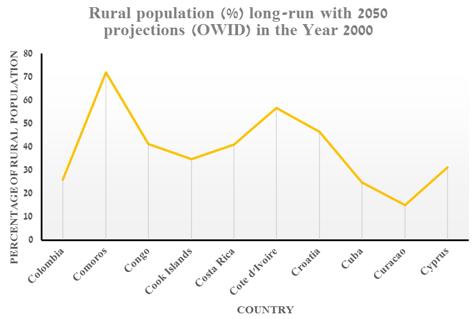 Rural population (%) long-run with 2050
projections (OWID) in the Year 2000
PERCENTAGE OF RURAL POPULATION
80
70
60
50
40
30
20
10
0
Colombia
Comoros
Congo
Cook Islands
Costa Rica
Cote d'Ivoire
Croatia
Cuba
Curacao
Cyprus
COUNTRY